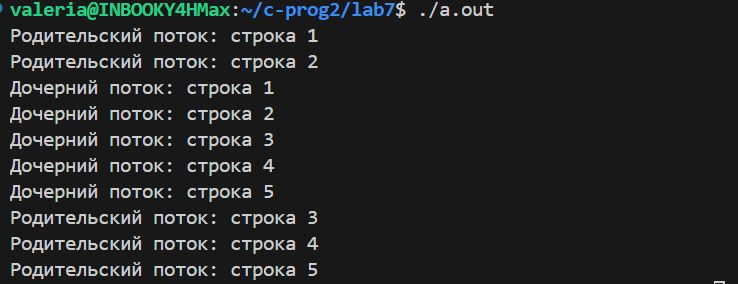 valeria@INBOOKY4HMax:~/c-prog2/lab7$ ./a.out
Родительский поток: строка 1
Родительский поток: строка 2
Дочерний поток: строка 1
Дочерний поток: строка 2
Дочерний поток: строка 3
Дочерний поток: строка 4
Дочерний поток: строка 5
Родительский поток: строка 3
Родительский поток: строка 4
Родительский поток: строка 5